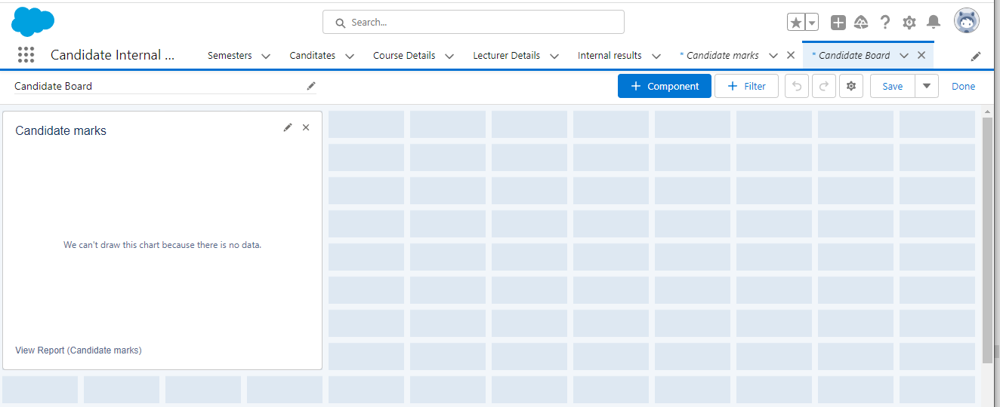 Search...
Candidate Internal ...
Semesters
Canditates
Course Details
Lecturer Details
Internal results
* Candidate marks
* Candidate Board
Candidate Board
+ Component
+ Filter
Save
Done
Candidate marks
We can't draw this chart because there is no data.
View Report (Candidate marks)